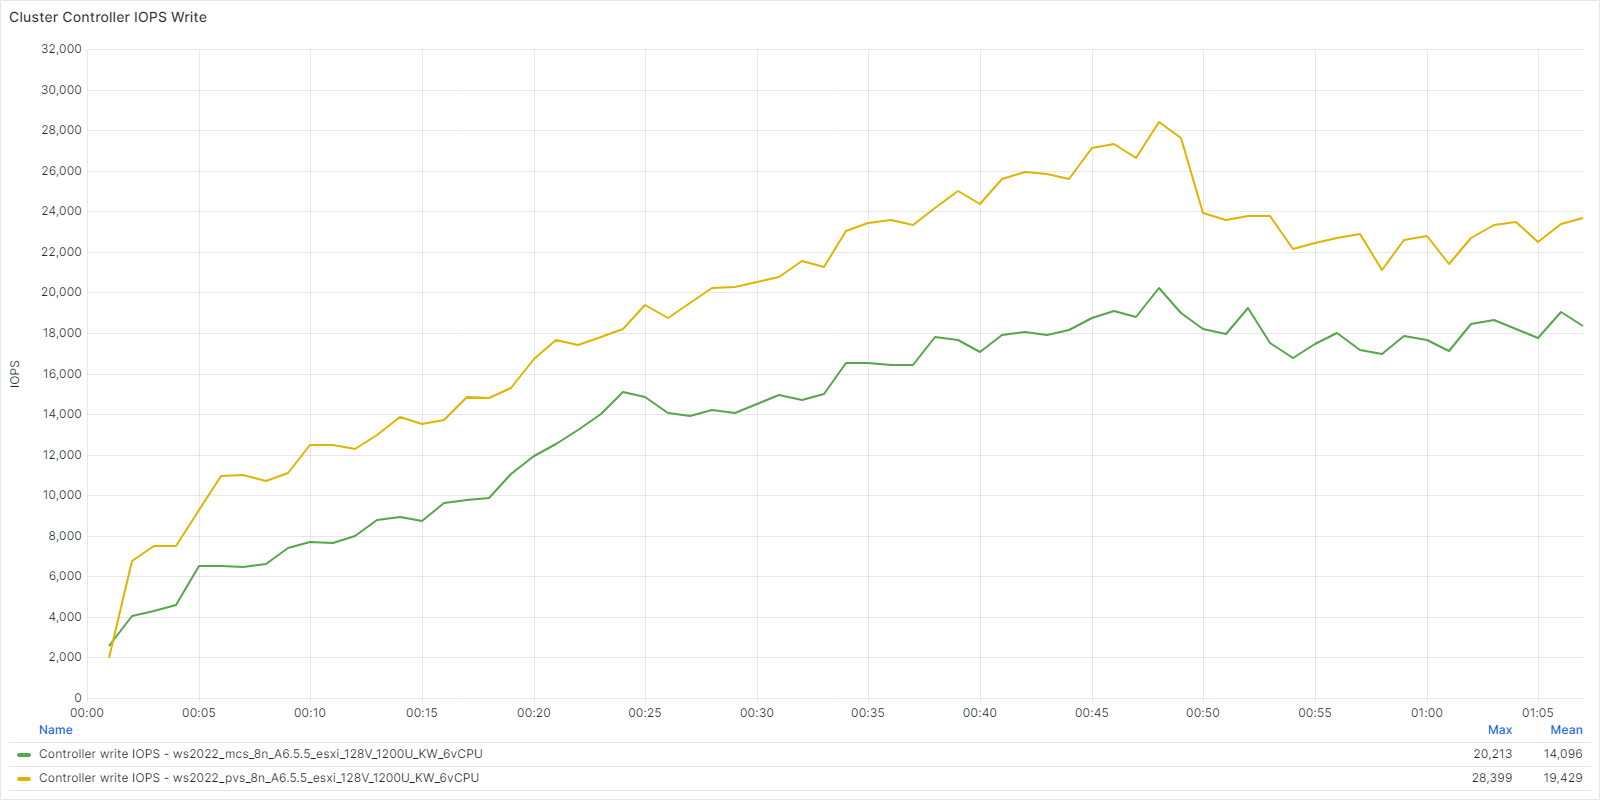 Cluster Controller IOPS Write
32,000
30,000
28,000
26,000
24,000
22,000
20,000
18,000
16,000
14,000
12,000
10,000
8,000
6,000
4,000
2,000
0
IOPS
00:00 00:05 00:10 00:15 00:20 00:25 00:30 00:35 00:40 00:45 00:50 00:55 01:00 01:05
Name Max Mean
Controller write IOPS - ws2022_mcs_8n_A6.5.5_esxi_128V_1200U_KW_6vCPU 20,213 14,096
Controller write IOPS - ws2022_pvs_8n_A6.5.5_esxi_128V_1200U_KW_6vCPU 28,399 19,429